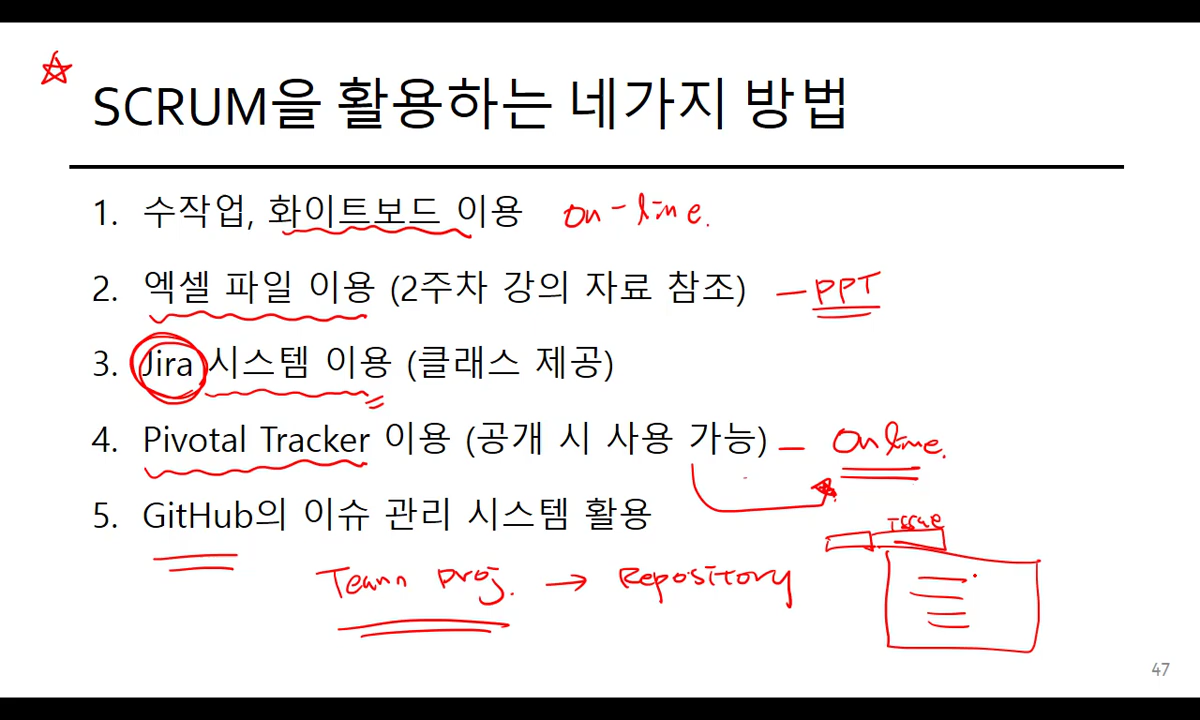 SCRUM을 활용하는 네가지 방법
1. 수작업, 화이트보드 이용 on-line.
2. 엑셀 파일 이용 (2주차 강의 자료 참조) - PPT
3. Jira 시스템 이용 (클래스 제공)
4. Pivotal Tracker 이용 (공개 시 사용 가능) - Online.
5. GitHub의 이슈 관리 시스템 활용
Issue
Team proj. → Repository
47